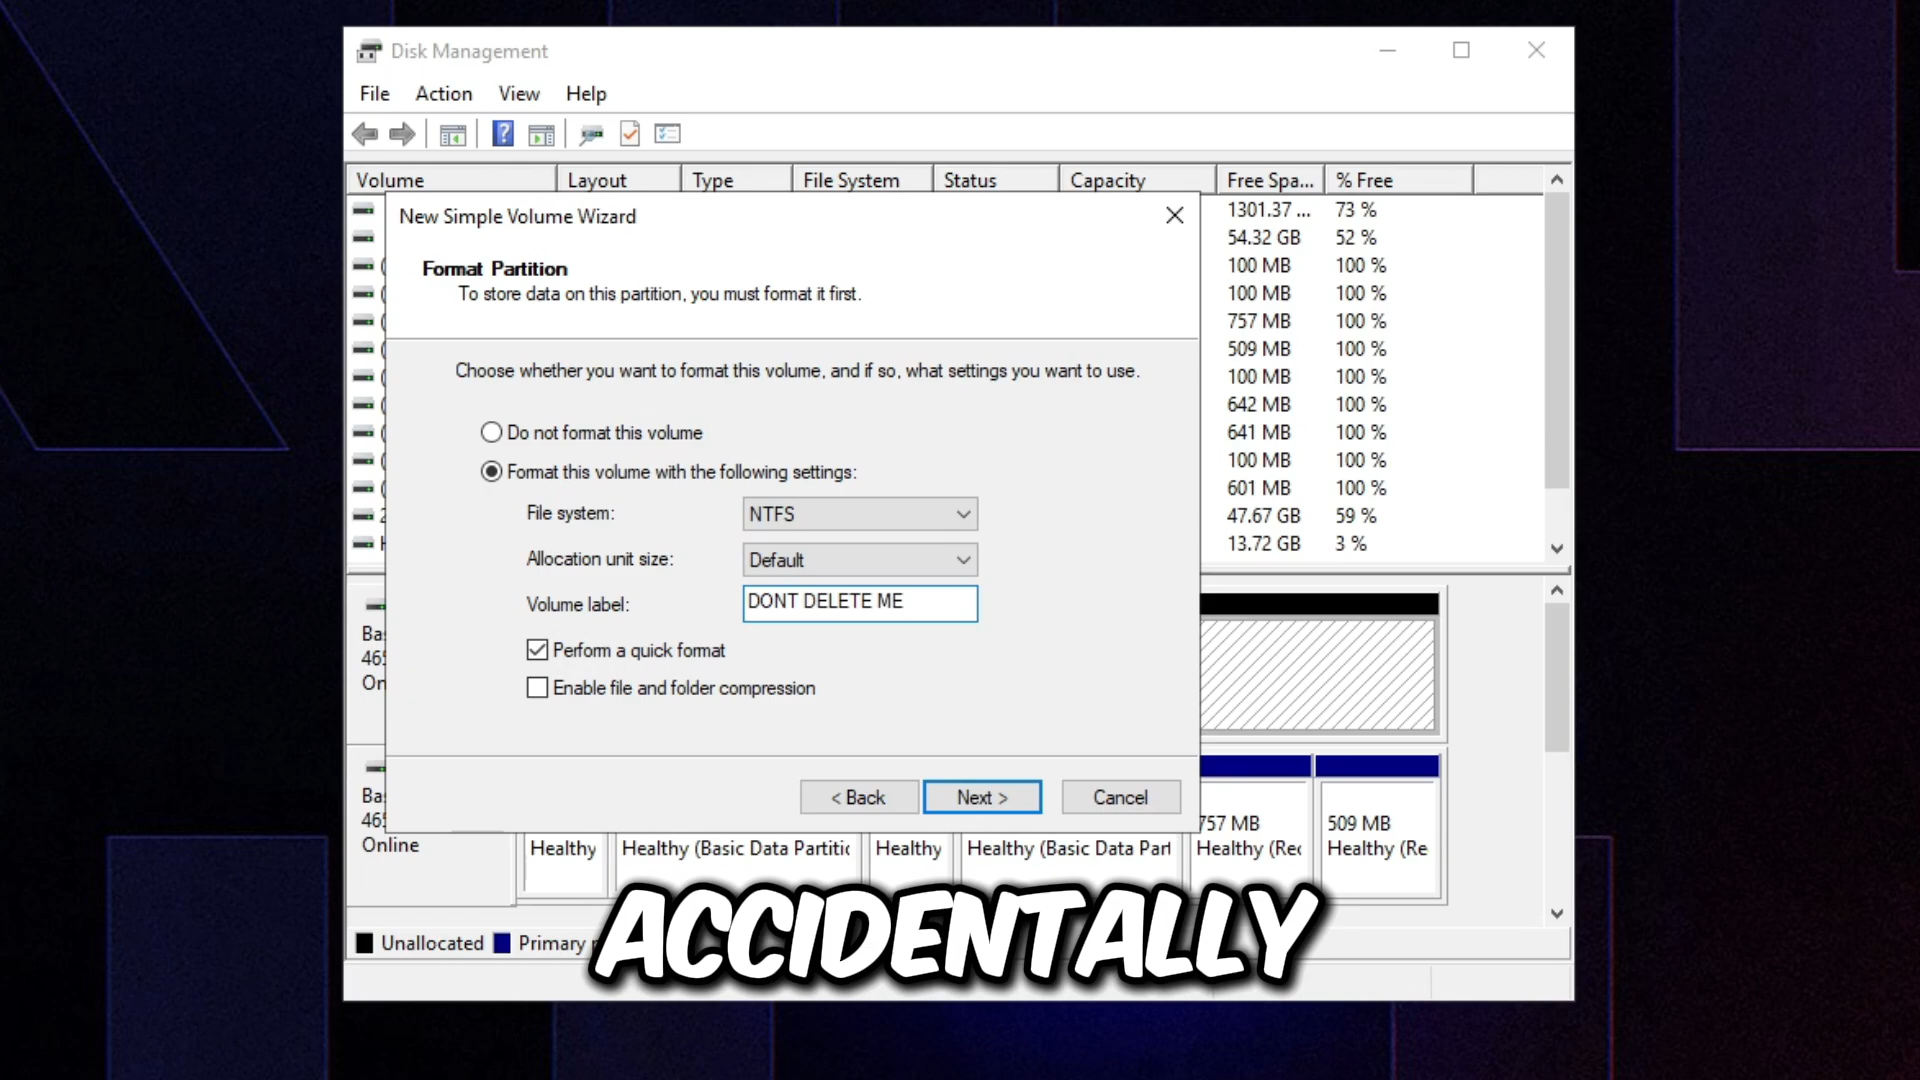 Disk Management
File Action View Help
Volume Layout Type File System Status Capacity Free Spa... % Free
1301.37 ... 73 %
54.32 GB 52 %
100 MB 100 %
100 MB 100 %
757 MB 100 %
509 MB 100 %
100 MB 100 %
642 MB 100 %
641 MB 100 %
100 MB 100 %
601 MB 100 %
47.67 GB 59 %
13.72 GB 3 %
New Simple Volume Wizard
Format Partition
To store data on this partition, you must format it first.
Choose whether you want to format this volume, and if so, what settings you want to use.
Do not format this volume
Format this volume with the following settings:
File system: NTFS
Allocation unit size: Default
Volume label: DONT DELETE ME
Perform a quick format
Enable file and folder compression
< Back Next > Cancel
Ba
465
On
Ba
465
Online
757 MB 509 MB
Healthy Healthy (Basic Data Partitic Healthy Healthy (Basic Data Part Healthy (Rec Healthy (Re
Unallocated Primary
ACCIDENTALLY